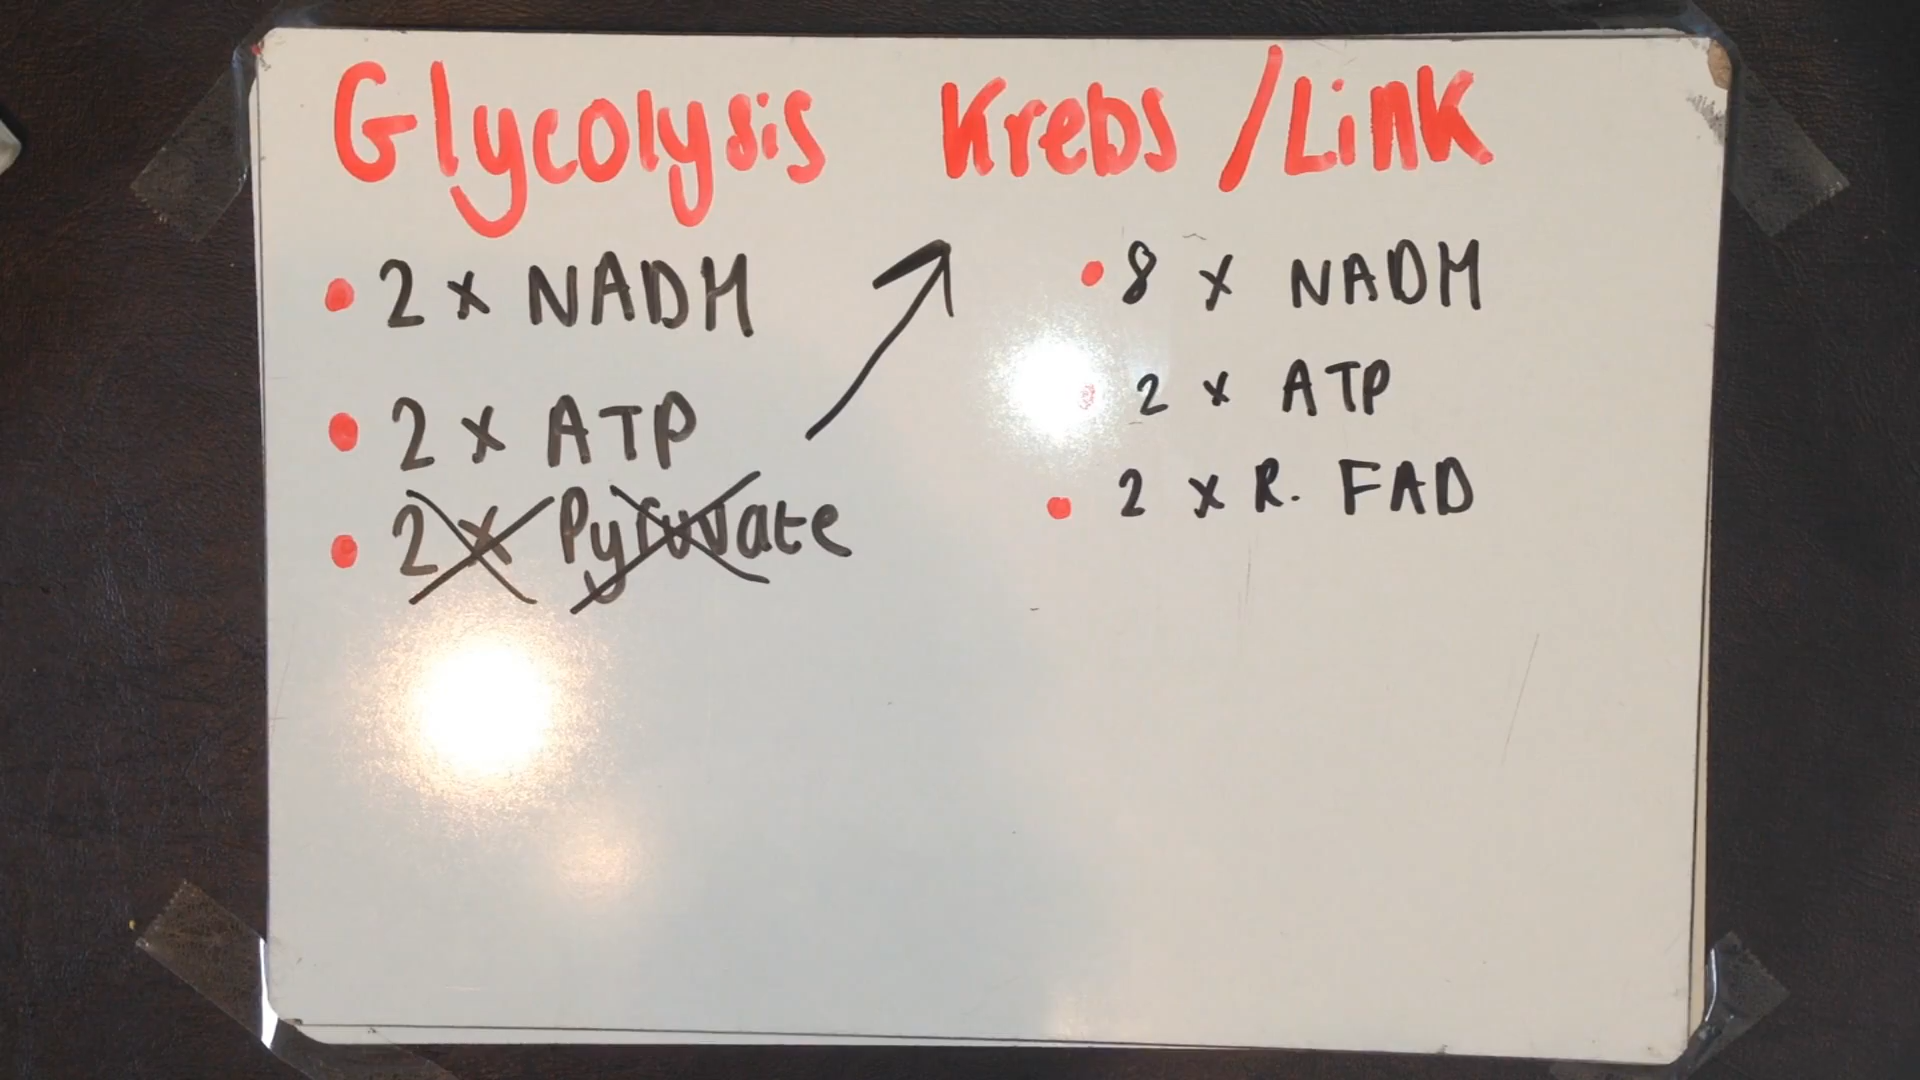 Glycolysis
• 2 x NADH
• 2 x ATP
• 2 x Pyruvate
Krebs / Link
• 8 x NADH
• 2 x ATP
• 2 x R. FAD